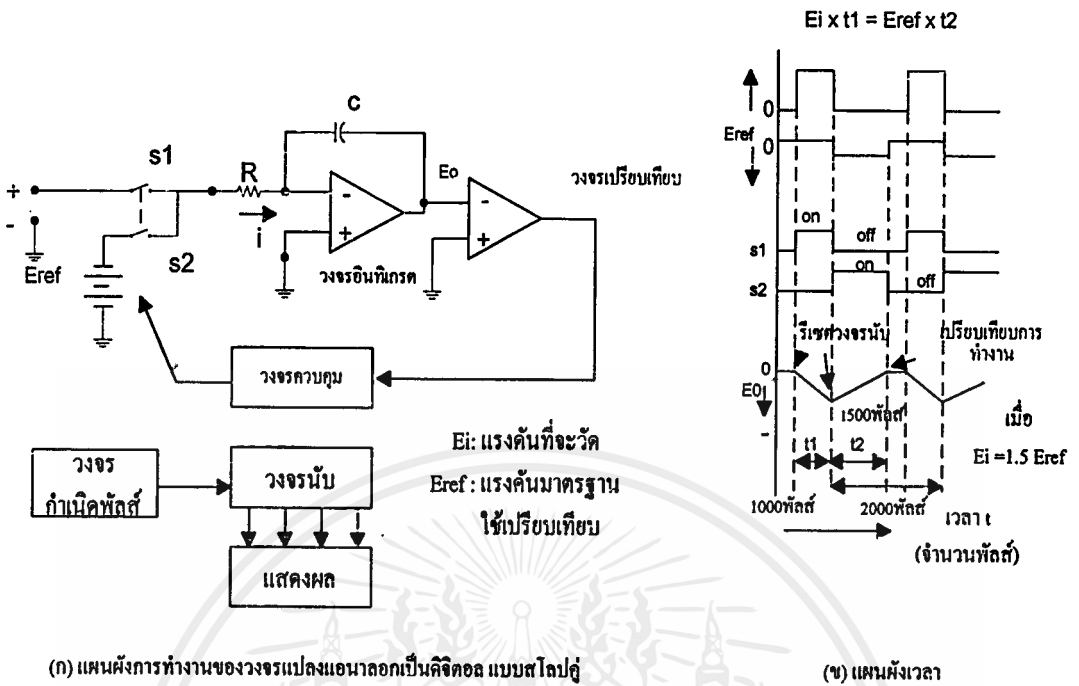 Ei x t1 = Eref x t2
0
Eref
0
s1
on
off
s2
on
off
รีเซตวงจรนับ
เปรียบเทียบการ
ทำงาน
0
E0
-
1500พัลส์
t1
t2
1000พัลส์
2000พัลส์
เมื่อ
Ei =1.5 Eref
เวลา t
(จำนวนพัลส์)
(ข) แผนผังเวลา
C
s1
R
Eo
วงจรเปรียบเทียบ
+
-
-
+
-
+
i
s2
Eref
วงจรอินทิเกรต
วงจรควบคุม
วงจร
กำเนิดพัลส์
วงจรนับ
แสดงผล
Ei: แรงดันที่จะวัด
Eref : แรงดันมาตรฐาน
ใช้เปรียบเทียบ
(ก) แผนผังการทำงานของวงจรแปลงแอนาลอกเป็นดิจิตอล แบบสโลปคู่